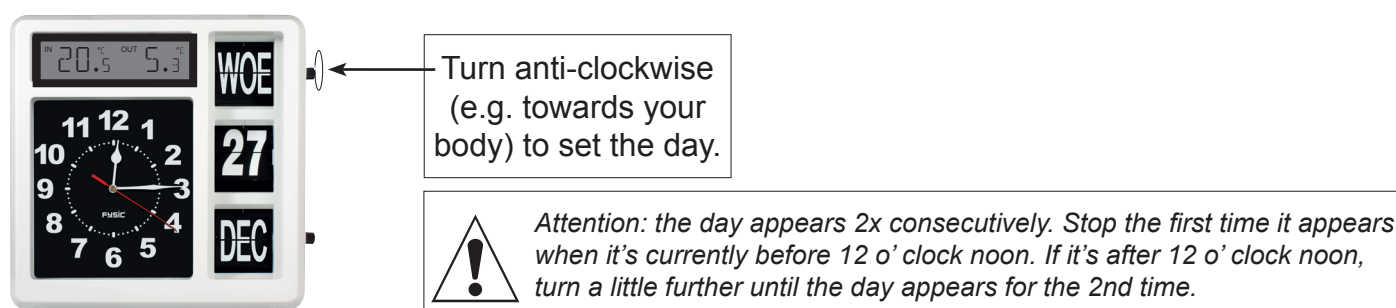 IN 20.5 °C OUT 5.3 °C
WOE
27
DEC
11 12 1
10 2
9 3
8 4
7 6 5
FYSIC
Turn anti-clockwise
(e.g. towards your
body) to set the day.
Attention: the day appears 2x consecutively. Stop the first time it appears
when it's currently before 12 o' clock noon. If it's after 12 o' clock noon,
turn a little further until the day appears for the 2nd time.